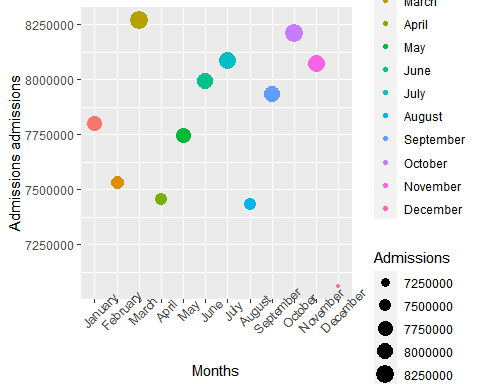 8250000
8000000
7750000
7500000
7250000
Admissions admissions
January
February
March
April
May
June
July
August
September
October
November
December
Months
March
April
May
June
July
August
September
October
November
December
Admissions
7250000
7500000
7750000
8000000
8250000